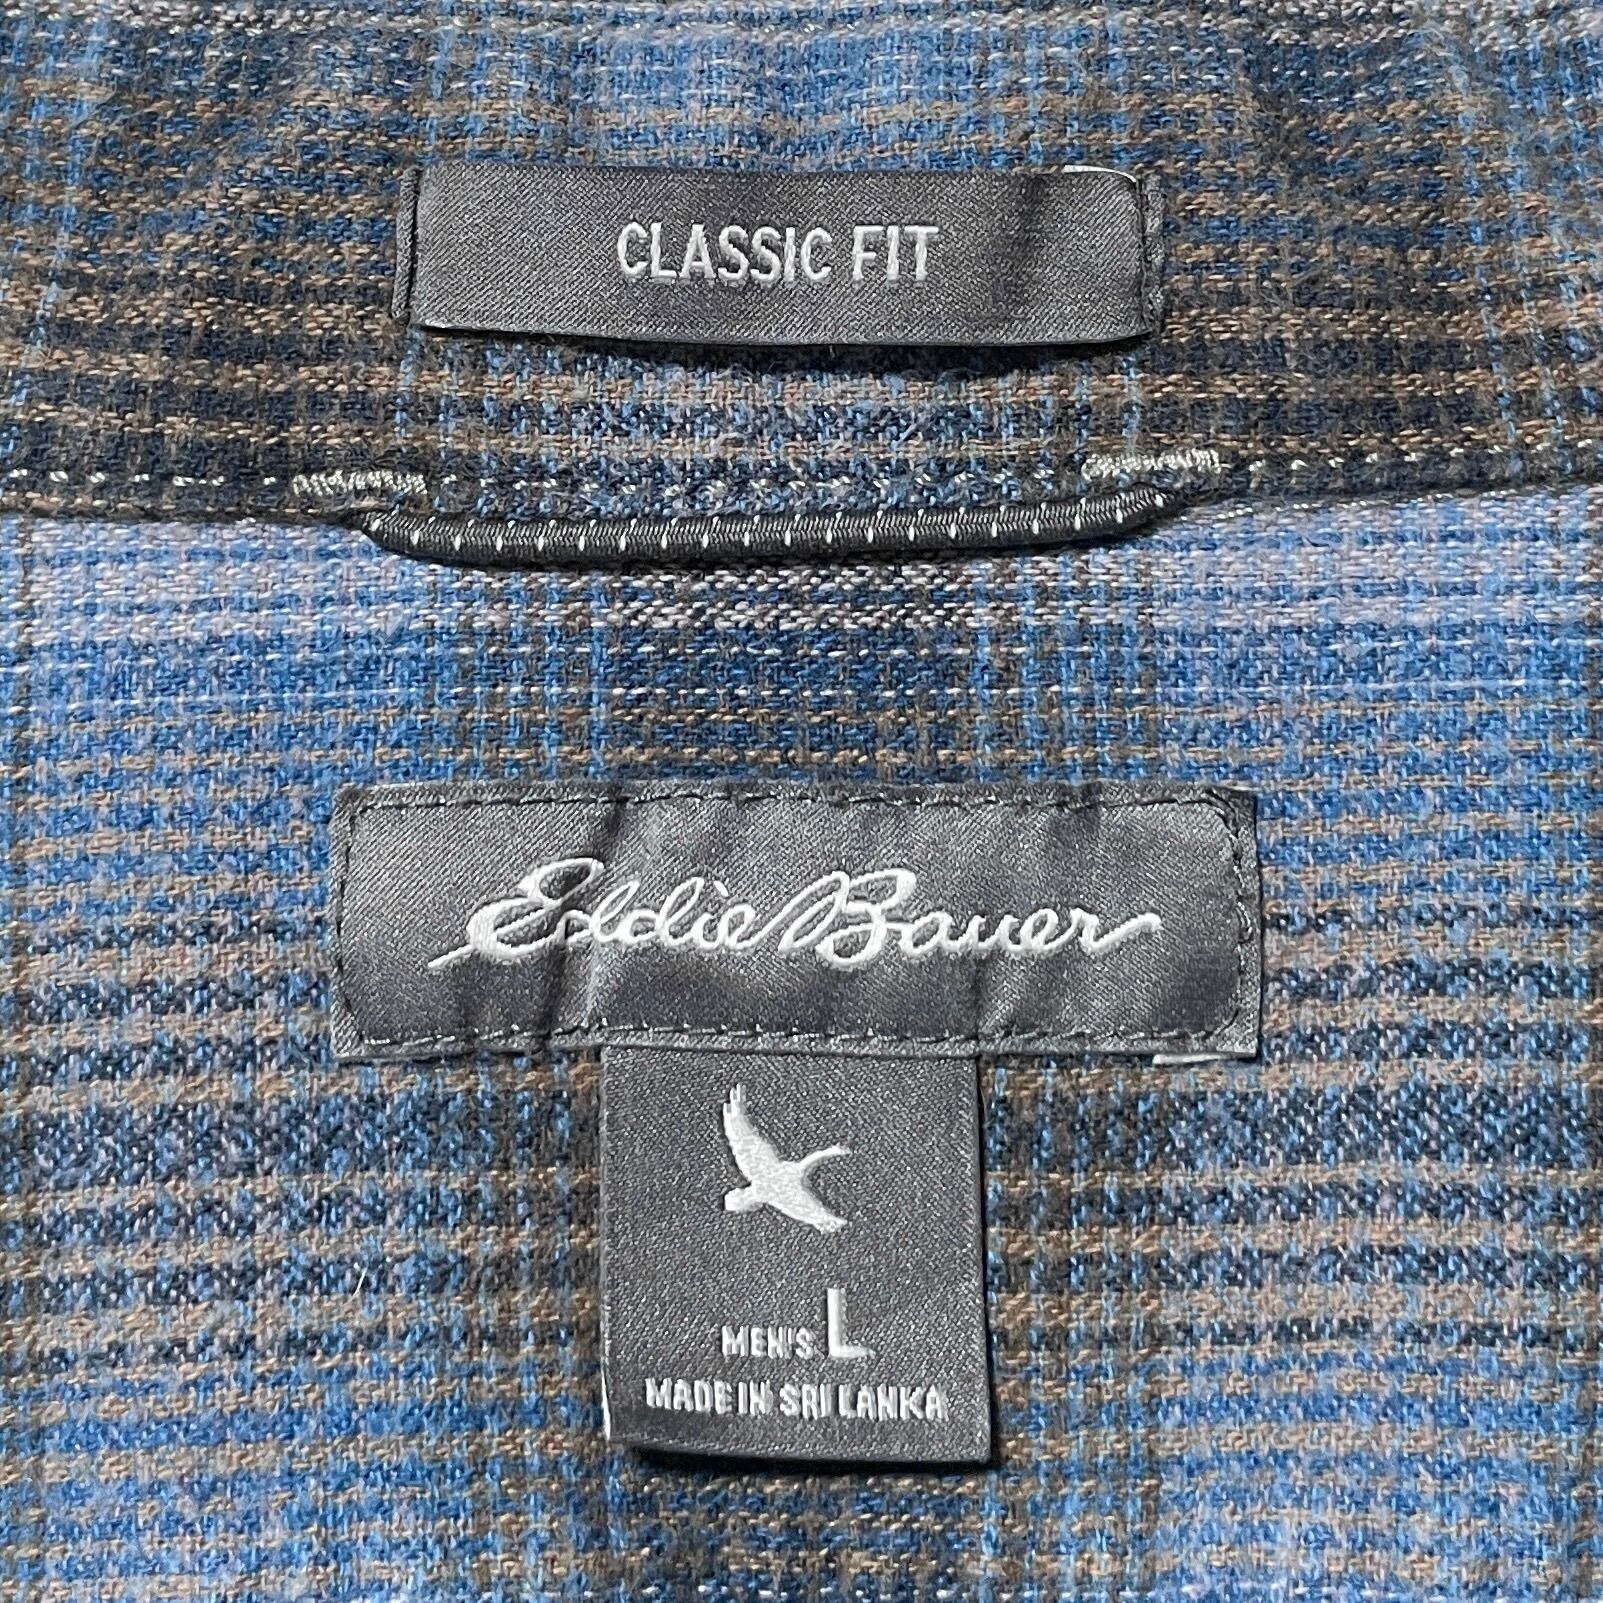 CLASSIC FIT
Eddie Bauer
MEN'S L
MADE IN SRI LANKA